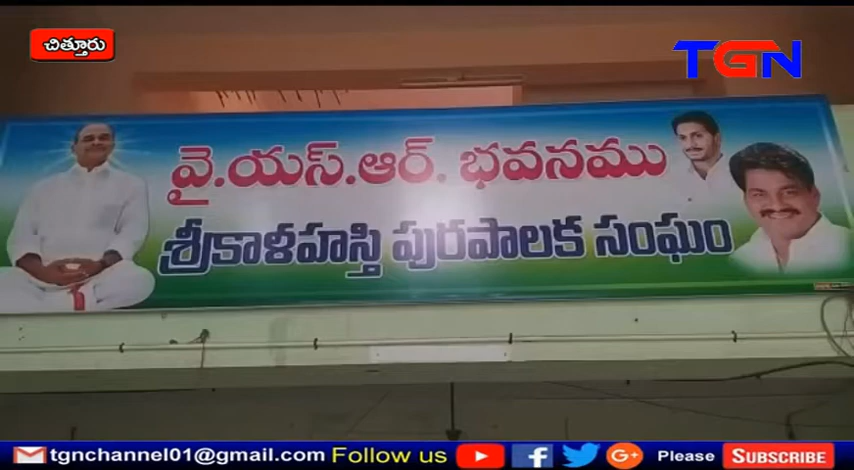 చిత్తూరు
TGN
వై.యస్.ఆర్. భవనము
శ్రీకాళహస్తి పురపాలక సంఘం
tgnchannel01@gmail.com Follow us Please SUBSCRIBE